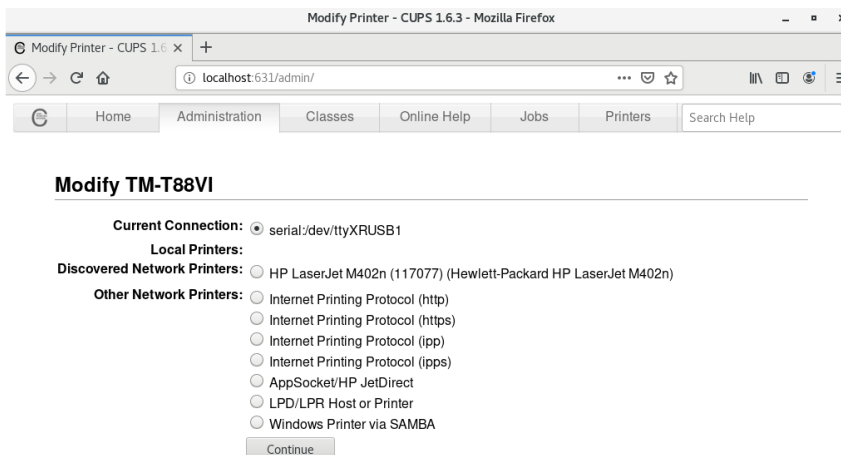 Modify Printer - CUPS 1.6.3 - Mozilla Firefox
Modify Printer - CUPS 1.6
localhost:631/admin/
Home Administration Classes Online Help Jobs Printers Search Help
Modify TM-T88VI
Current Connection: serial:/dev/ttyXRUSB1
Local Printers:
Discovered Network Printers: HP LaserJet M402n (117077) (Hewlett-Packard HP LaserJet M402n)
Other Network Printers: Internet Printing Protocol (http)
Internet Printing Protocol (https)
Internet Printing Protocol (ipp)
Internet Printing Protocol (ipps)
AppSocket/HP JetDirect
LPD/LPR Host or Printer
Windows Printer via SAMBA
Continue